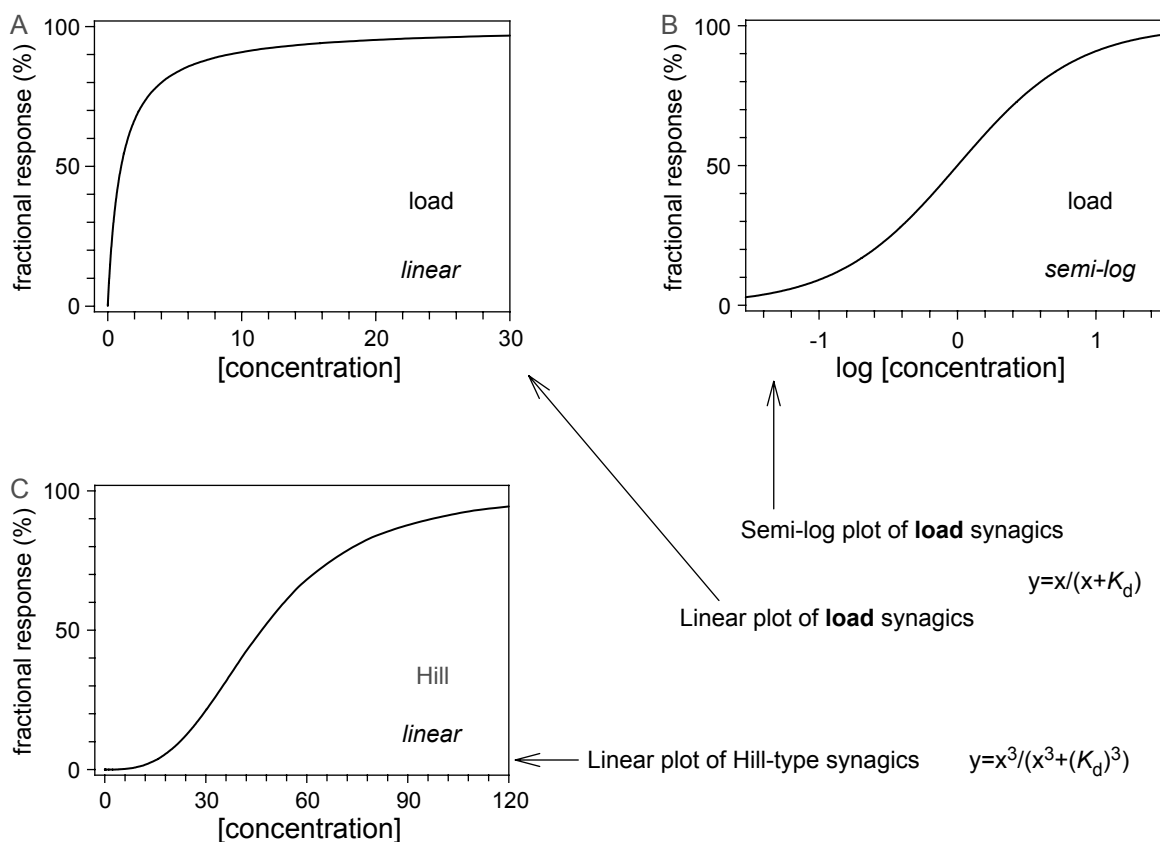 A
fractional response (%)
100
50
0
load
linear
0
10
20
30
[concentration]
B
fractional response (%)
100
50
0
load
semi-log
-1
0
1
log [concentration]
C
fractional response (%)
100
50
0
Hill
linear
0
30
60
90
120
[concentration]
Semi-log plot of load synagics
y=x/(x+Kd)
Linear plot of load synagics
Linear plot of Hill-type synagics
y=x³/(x³+(Kd)³)